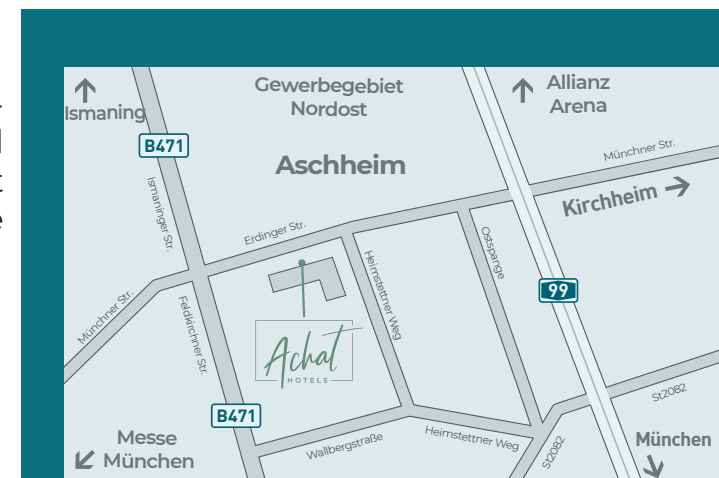 Ismaning
Gewerbegebiet
Nordost
Allianz
Arena
B471
Aschheim
Münchner Str.
Kirchheim
Ismaninger Str.
Erdinger Str.
Ostspange
Heimstettner Weg
99
Münchner Str.
Feldkirchner Str.
Achat
HOTELS
St2082
B471
Messe
München
Wallbergstraße
Heimstettner Weg
St2082
München